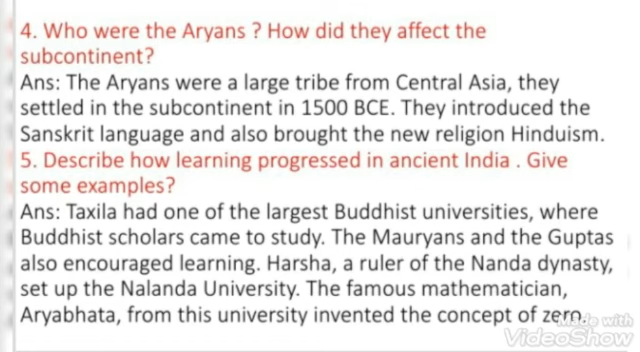 4. Who were the Aryans ? How did they affect the
subcontinent?
Ans: The Aryans were a large tribe from Central Asia, they
settled in the subcontinent in 1500 BCE. They introduced the
Sanskrit language and also brought the new religion Hinduism.
5. Describe how learning progressed in ancient India . Give
some examples?
Ans: Taxila had one of the largest Buddhist universities, where
Buddhist scholars came to study. The Mauryans and the Guptas
also encouraged learning. Harsha, a ruler of the Nanda dynasty,
set up the Nalanda University. The famous mathematician,
Aryabhata, from this university invented the concept of zero.
Made with
VideoShow